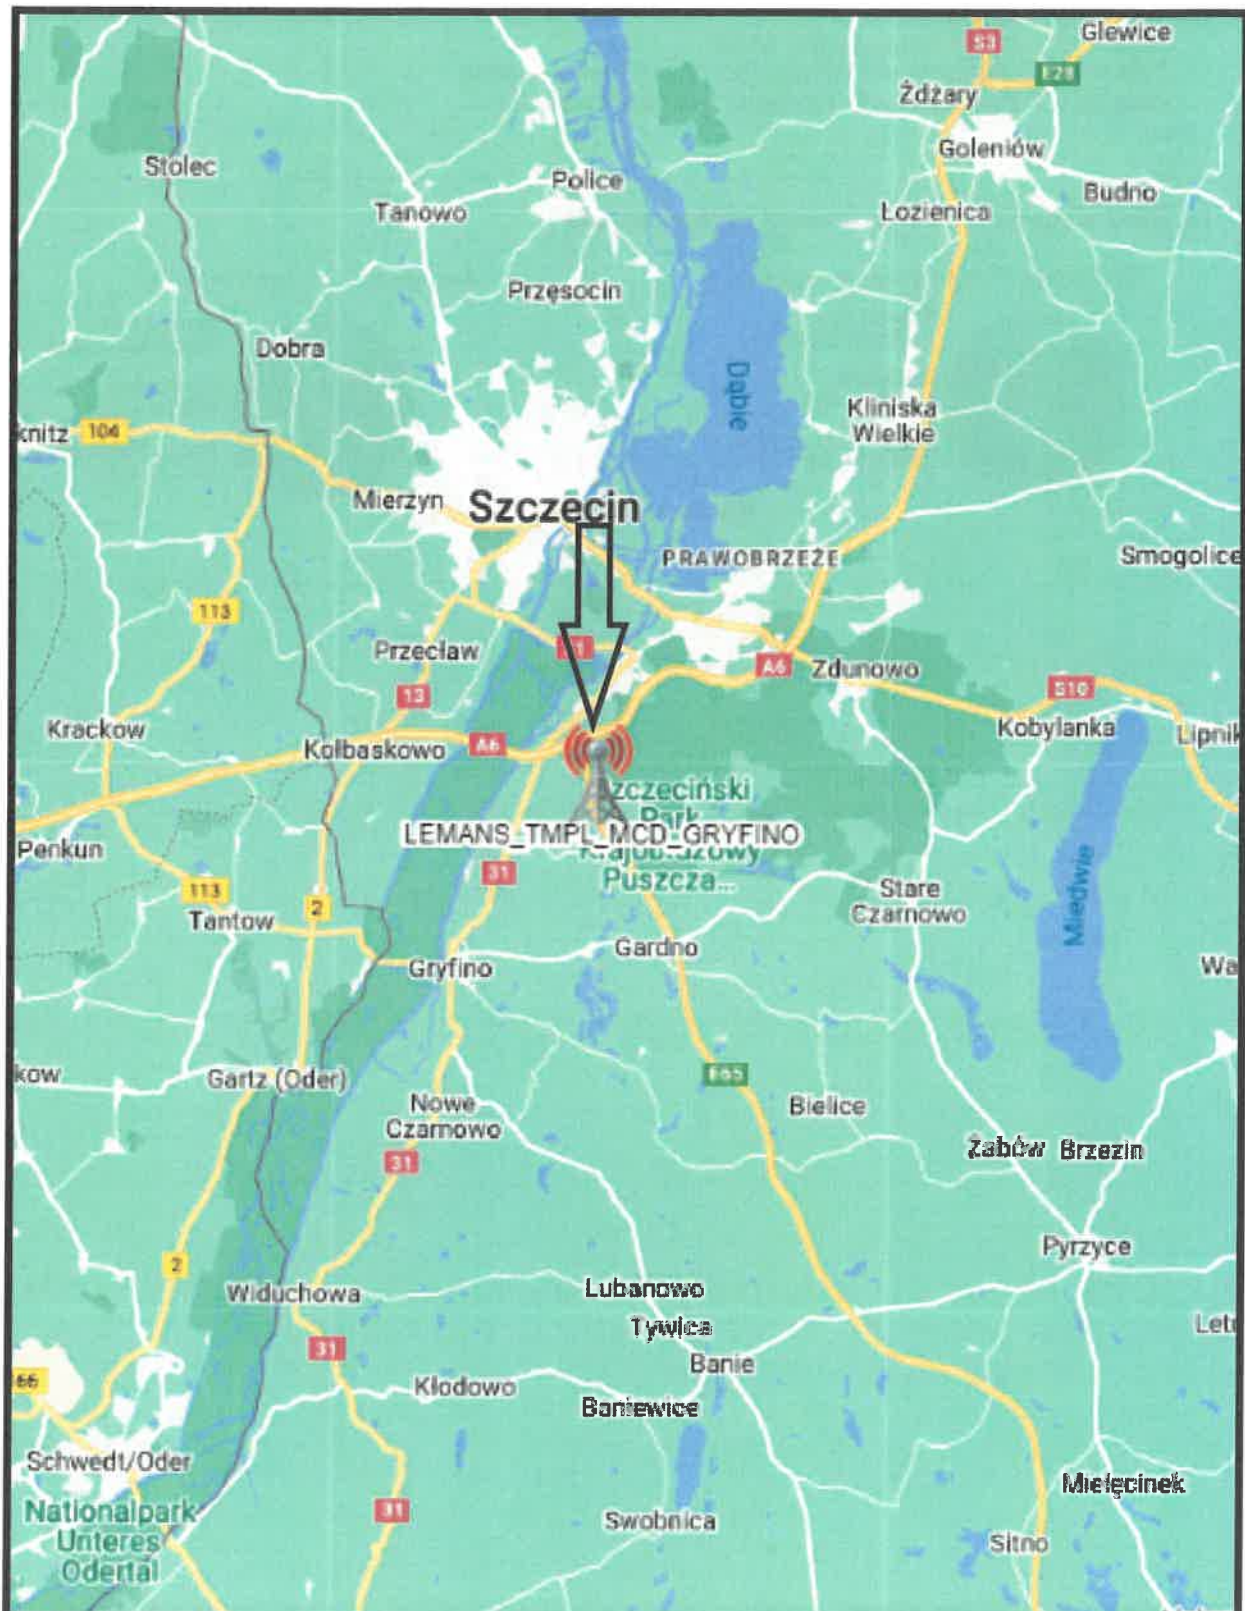 S3
Glewice
E28
Żdżary
Goleniów
Stolec
Police
Budno
Tanowo
Łozienica
Przęsocin
Dobra
Dąbie
Kliniska
Wielkie
knitz
104
Mierzyn
Szczecin
PRAWOBRZEŻE
Smogolice
113
Przecław
A6
Zdunowo
13
S10
Krackow
Kołbaskowo
A6
Kobylanka
Lipnik
Szczeciński
Park
LEMANS_TMPL_MCD_GRYFINO
Krajobrazowy
Puszcza...
Penkun
31
113
2
Tantow
Stare
Czarnowo
Miedwie
Gardno
Gryfino
Wa
kow
Gartz (Oder)
E65
Nowe
Czarnowo
Bielice
31
Żabów
Brzezin
Pyrzyce
2
Widuchowa
Lubanowo
Tywica
Letn
31
Banie
66
Kłodowo
Baniewice
Schwedt/Oder
Mielęcinek
Nationalpark
Unteres
Odertal
31
Swobnica
Sitno